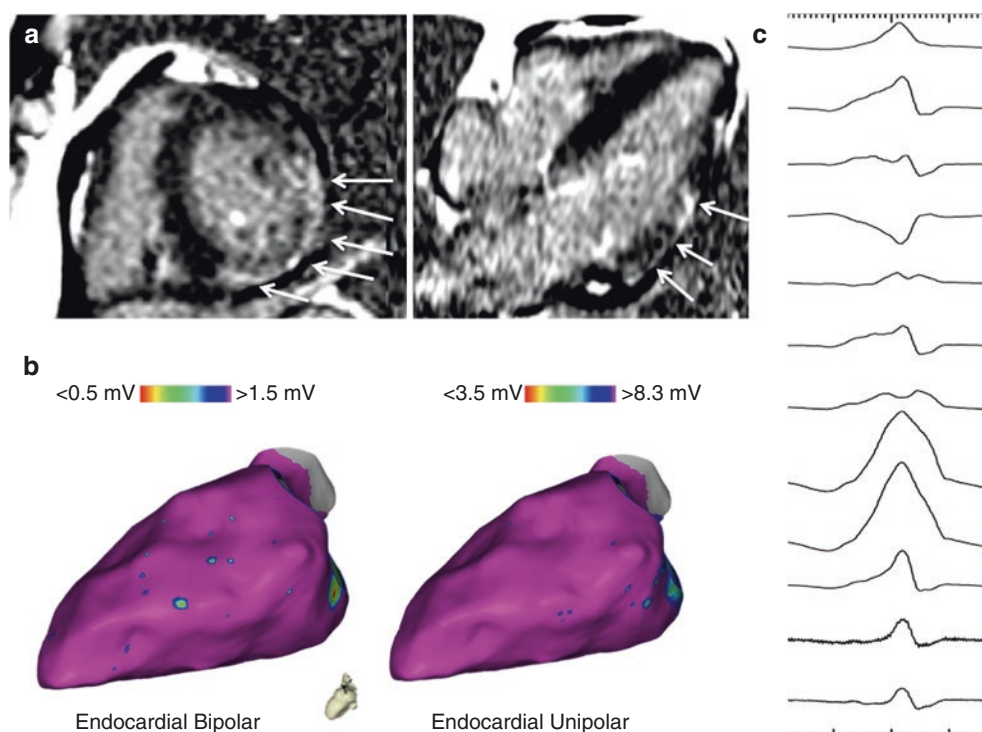 a
c
b
<0.5 mV >1.5 mV
<3.5 mV >8.3 mV
Endocardial Bipolar
Endocardial Unipolar